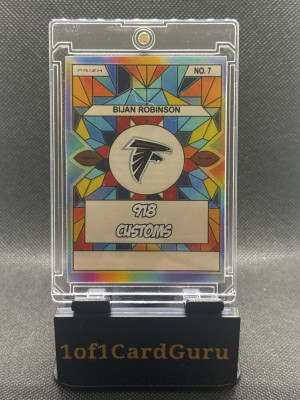 PRIZM NO. 7
BIJAN ROBINSON
918
CUSTOMS
1of1CardGuru